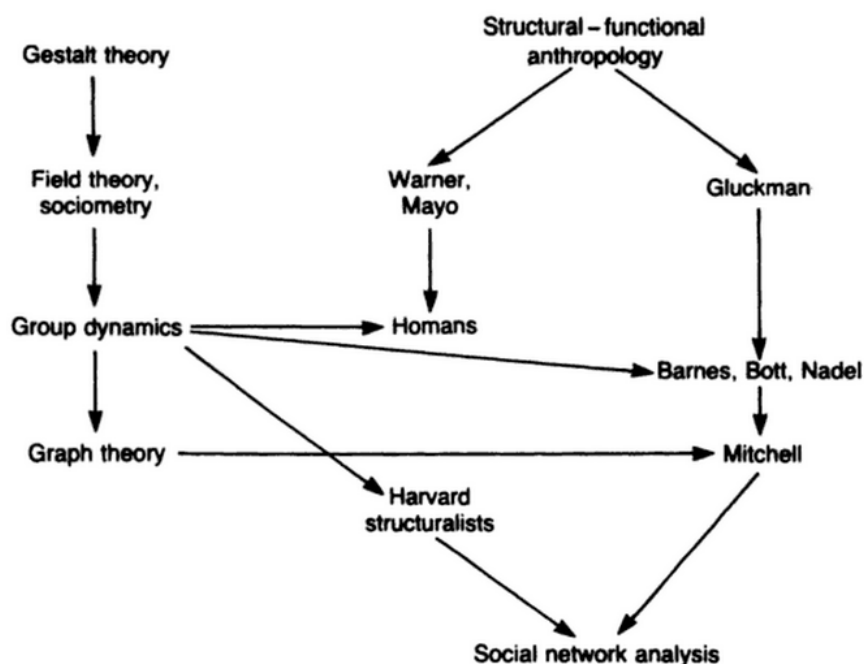 Structural–functional
anthropology
Gestalt theory
Field theory,
sociometry
Warner,
Mayo
Gluckman
Group dynamics
Homans
Barnes, Bott, Nadel
Graph theory
Mitchell
Harvard
structuralists
Social network analysis